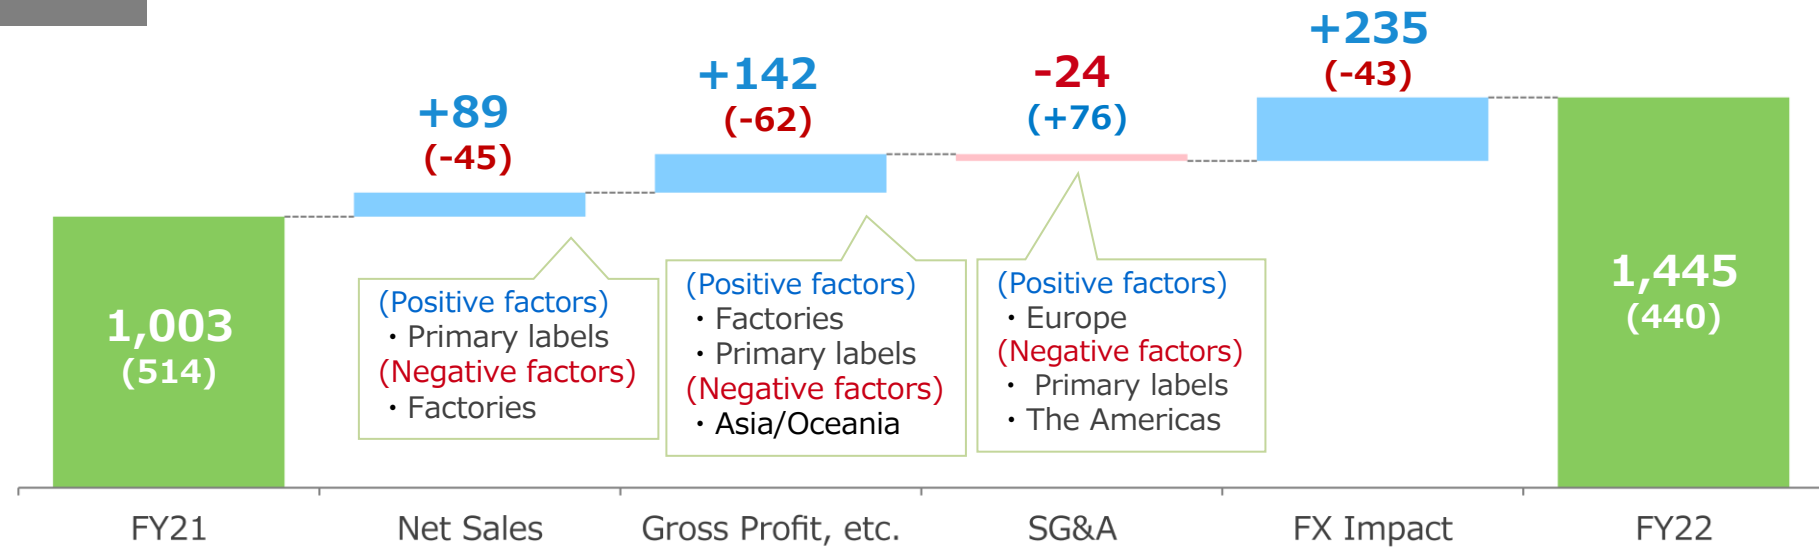 +89
(-45)
+142
(-62)
-24
(+76)
+235
(-43)
1,003
(514)
(Positive factors)
・Primary labels
(Negative factors)
・Factories
(Positive factors)
・Factories
・Primary labels
(Negative factors)
・Asia/Oceania
(Positive factors)
・Europe
(Negative factors)
・ Primary labels
・The Americas
1,445
(440)
FY21
Net Sales
Gross Profit, etc.
SG&A
FX Impact
FY22